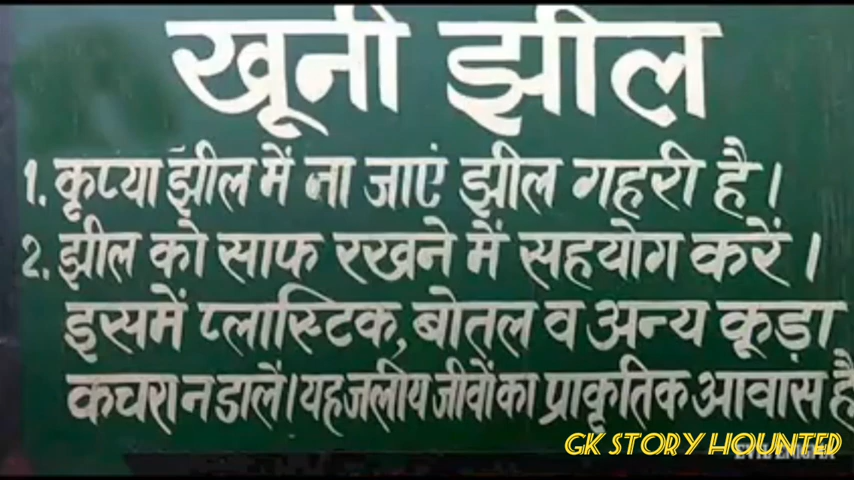 खूनी झील
1. कृप्या झील में ना जाएं झील गहरी है।
2. झील को साफ रखने में सहयोग करें।
इसमें प्लास्टिक, बोतल व अन्य कूड़ा
कचरा न डालें। यह जलीय जीवों का प्राकृतिक आवास है
GK STORY HOUNTED